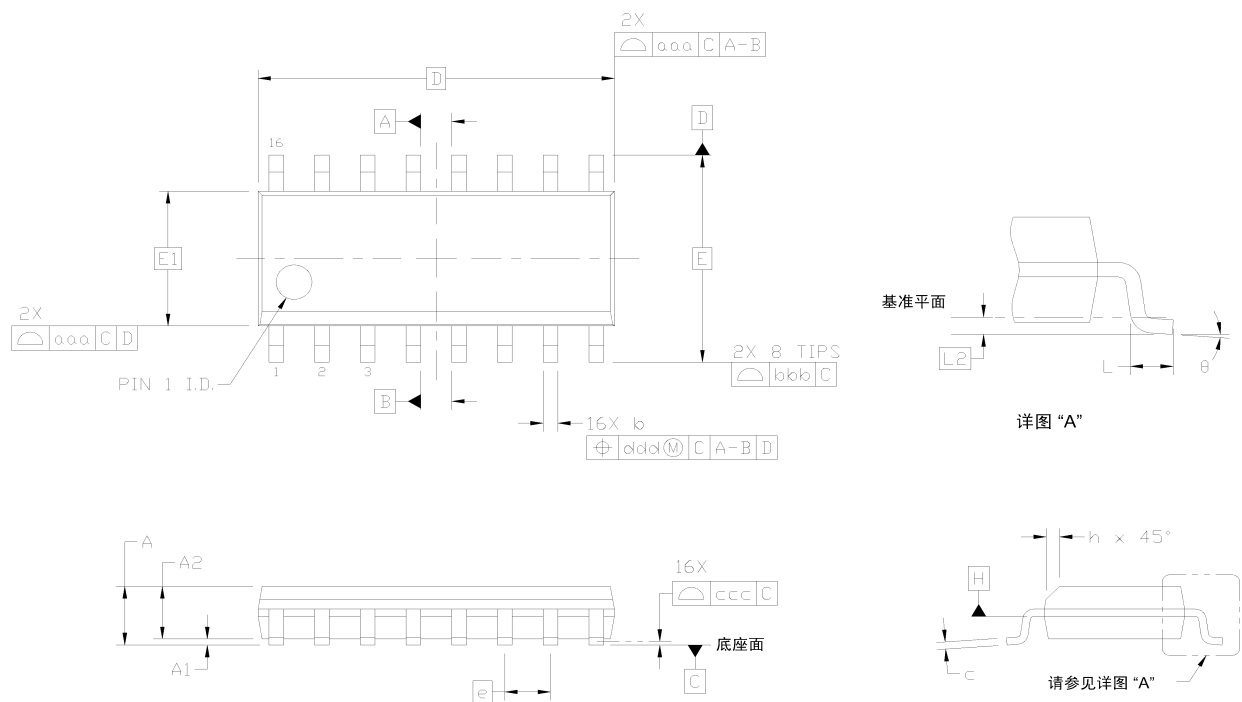 2X
⌓ aaa C A-B
D
A
D
16
E1
E
2X
⌓ aaa C D
1 2 3
PIN 1 I.D.
2X 8 TIPS
⌓ bbb C
B
16X b
⌖ ddd Ⓜ C A-B D
基准平面
L2
L
θ
详图 “A”
A
A2
16X
⌓ ccc C
A1
底座面
C
e
h x 45°
H
c
请参见详图 “A”